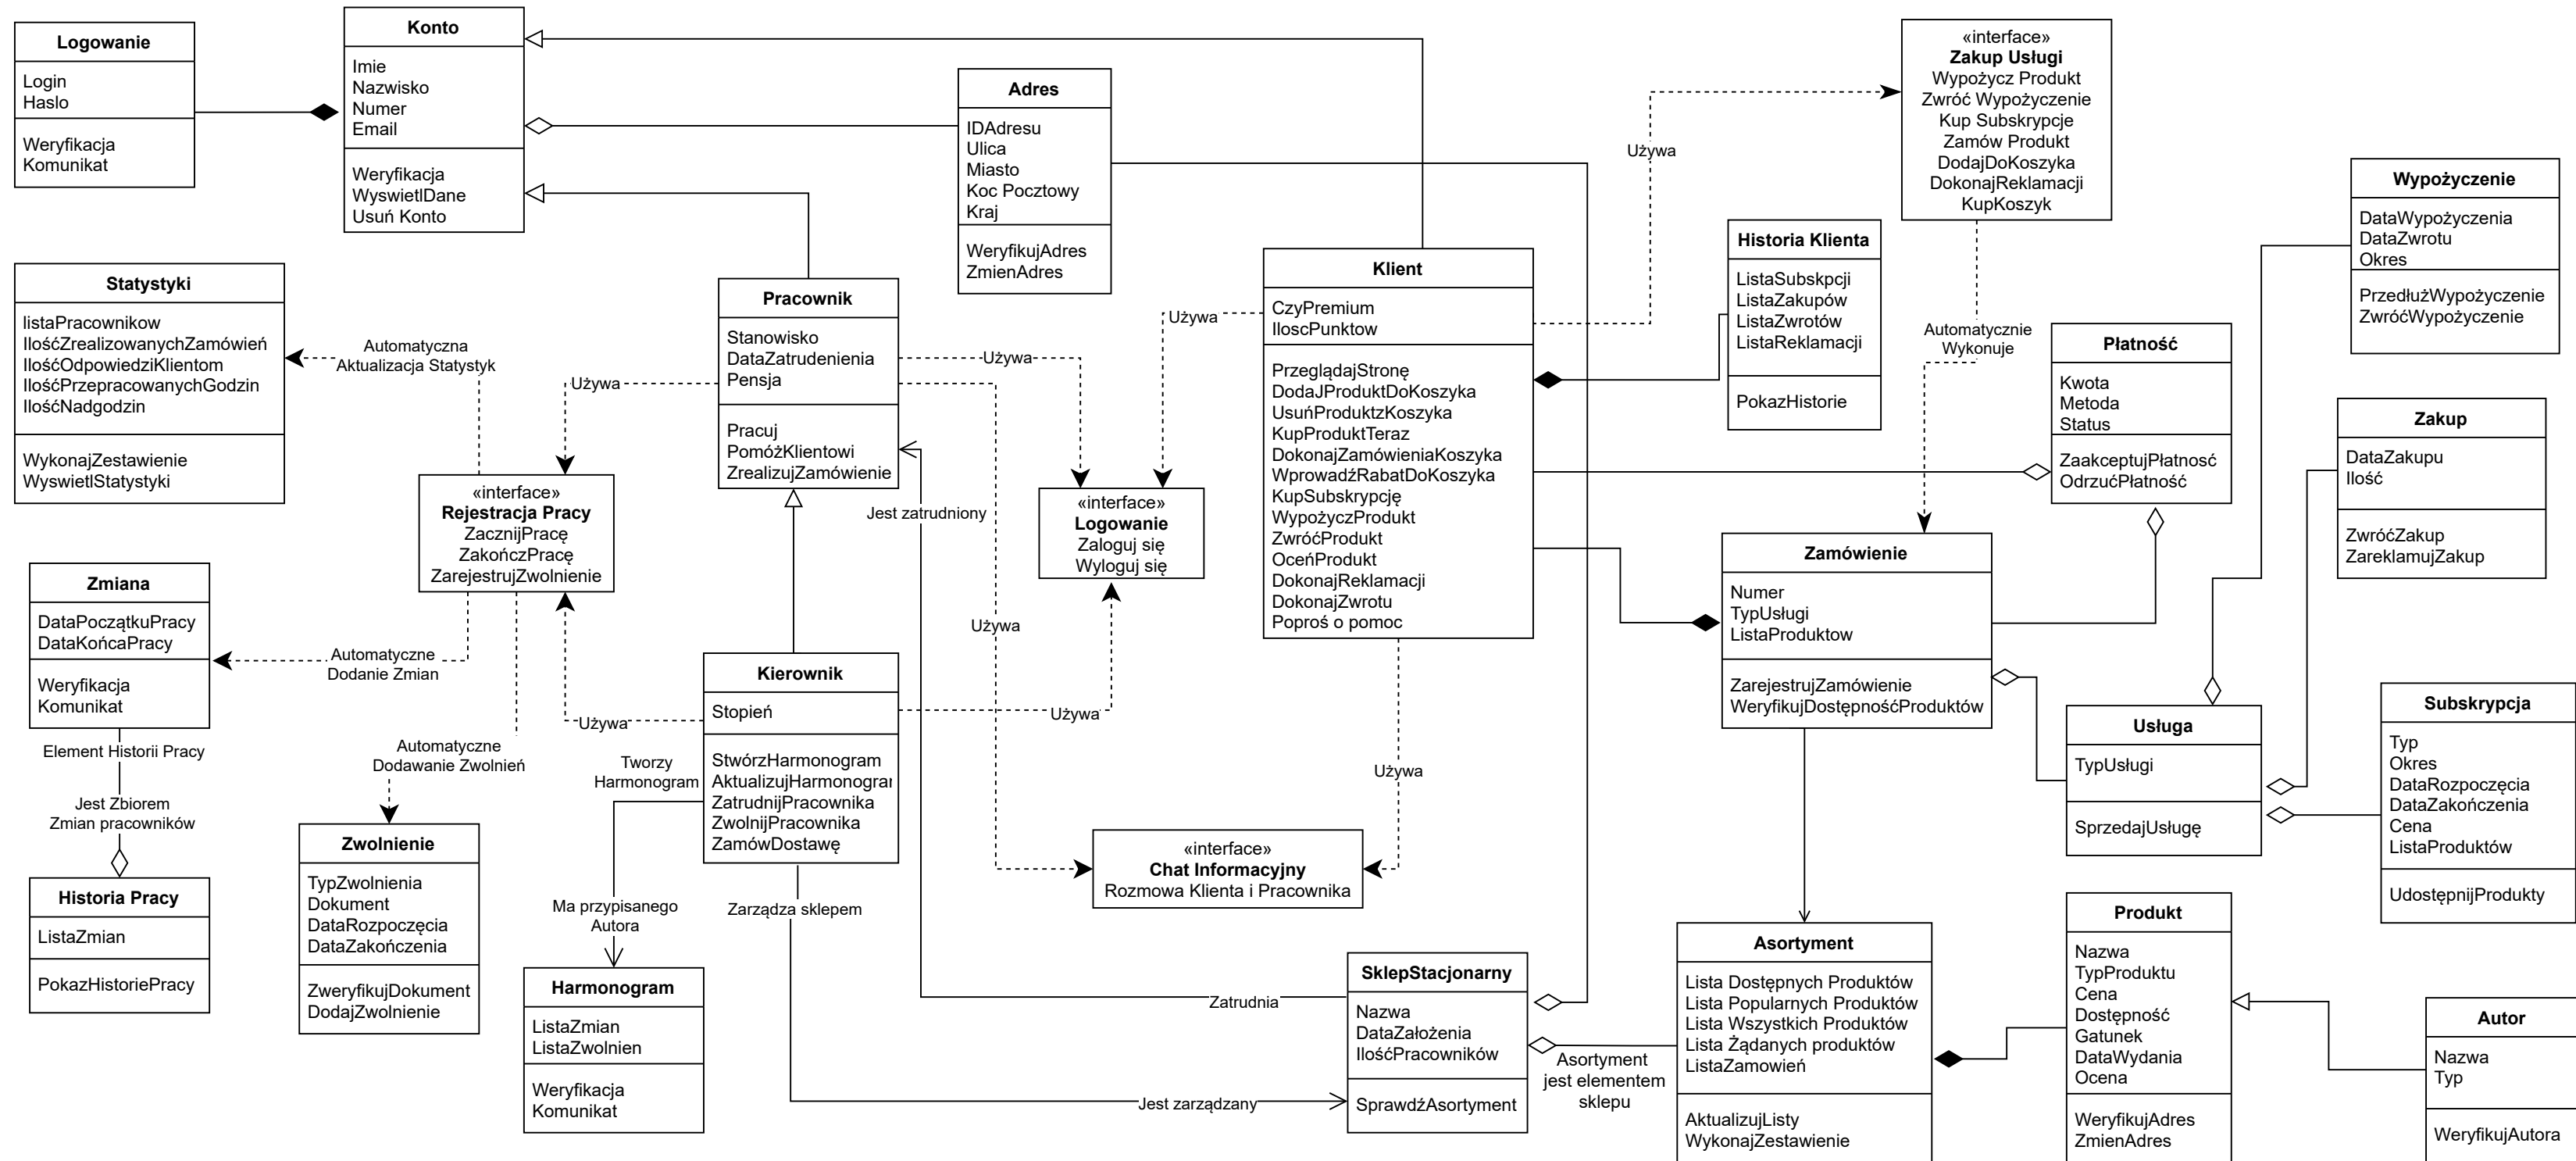 Logowanie
Login
Haslo
Weryfikacja
Komunikat
Konto
Imie
Nazwisko
Numer
Email
Weryfikacja
WyswietlDane
Usuń Konto
Adres
IDAdresu
Ulica
Miasto
Koc Pocztowy
Kraj
WeryfikujAdres
ZmienAdres
«interface»
Zakup Usługi
Wypożycz Produkt
Zwróć Wypożyczenie
Kup Subskrypcje
Zamów Produkt
DodajDoKoszyka
DokonajReklamacji
KupKoszyk
Używa
Wypożyczenie
DataWypożyczenia
DataZwrotu
Okres
PrzedłużWypożyczenie
ZwróćWypożyczenie
Historia Klienta
ListaSubskpcji
ListaZakupów
ListaZwrotów
ListaReklamacji
PokazHistorie
Klient
CzyPremium
IloscPunktow
PrzeglądajStronę
DodaJProduktDoKoszyka
UsuńProduktzKoszyka
KupProduktTeraz
DokonajZamówieniaKoszyka
WprowadźRabatDoKoszyka
KupSubskrypcję
WypożyczProdukt
ZwróćProdukt
OceńProdukt
DokonajReklamacji
DokonajZwrotu
Poproś o pomoc
Statystyki
listaPracownikow
IlośćZrealizowanychZamówień
IlośćOdpowiedziKlientom
IlośćPrzepracowanychGodzin
IlośćNadgodzin
WykonajZestawienie
WyswietlStatystyki
Automatyczna
Aktualizacja Statystyk
Pracownik
Stanowisko
DataZatrudenienia
Pensja
Pracuj
PomóżKlientowi
ZrealizujZamówienie
Używa
Używa
Używa
Automatycznie
Wykonuje
Płatność
Kwota
Metoda
Status
ZaakceptujPłatnosć
OdrzućPłatność
Zakup
DataZakupu
Ilość
ZwróćZakup
ZareklamujZakup
«interface»
Rejestracja Pracy
ZacznijPracę
ZakończPracę
ZarejestrujZwolnienie
Jest zatrudniony
«interface»
Logowanie
Zaloguj się
Wyloguj się
Zamówienie
Numer
TypUsługi
ListaProduktow
ZarejestrujZamówienie
WeryfikujDostępnośćProduktów
Zmiana
DataPoczątkuPracy
DataKońcaPracy
Weryfikacja
Komunikat
Automatyczne
Dodanie Zmian
Używa
Kierownik
Stopień
StwórzHarmonogram
AktualizujHarmonogram
ZatrudnijPracownika
ZwolnijPracownika
ZamówDostawę
Używa
Używa
Używa
Element Historii Pracy
Jest Zbiorem
Zmian pracowników
Automatyczne
Dodawanie Zwolnień
Tworzy
Harmonogram
Usługa
TypUsługi
SprzedajUsługę
Subskrypcja
Typ
Okres
DataRozpoczęcia
DataZakończenia
Cena
ListaProduktów
UdostępnijProdukty
Historia Pracy
ListaZmian
PokazHistoriePracy
Zwolnienie
TypZwolnienia
Dokument
DataRozpoczęcia
DataZakończenia
ZweryfikujDokument
DodajZwolnienie
Ma przypisanego
Autora
Zarządza sklepem
«interface»
Chat Informacyjny
Rozmowa Klienta i Pracownika
Harmonogram
ListaZmian
ListaZwolnien
Weryfikacja
Komunikat
Zatrudnia
Jest zarządzany
SklepStacjonarny
Nazwa
DataZałożenia
IlośćPracowników
SprawdźAsortyment
Asortyment
jest elementem
sklepu
Asortyment
Lista Dostępnych Produktów
Lista Popularnych Produktów
Lista Wszystkich Produktów
Lista Żądanych produktów
ListaZamowień
AktualizujListy
WykonajZestawienie
Produkt
Nazwa
TypProduktu
Cena
Dostępność
Gatunek
DataWydania
Ocena
WeryfikujAdres
ZmienAdres
Autor
Nazwa
Typ
WeryfikujAutora